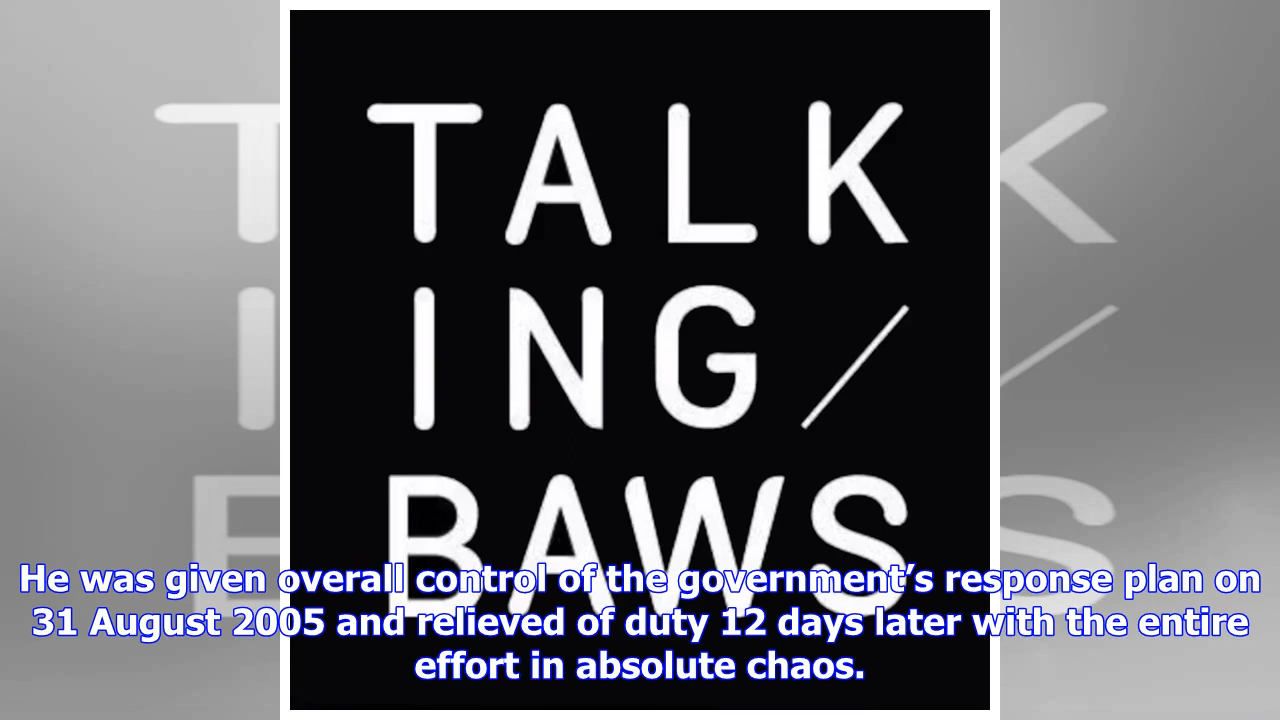 TALK
ING/
BAWS
He was given overall control of the government’s response plan on
31 August 2005 and relieved of duty 12 days later with the entire
effort in absolute chaos.